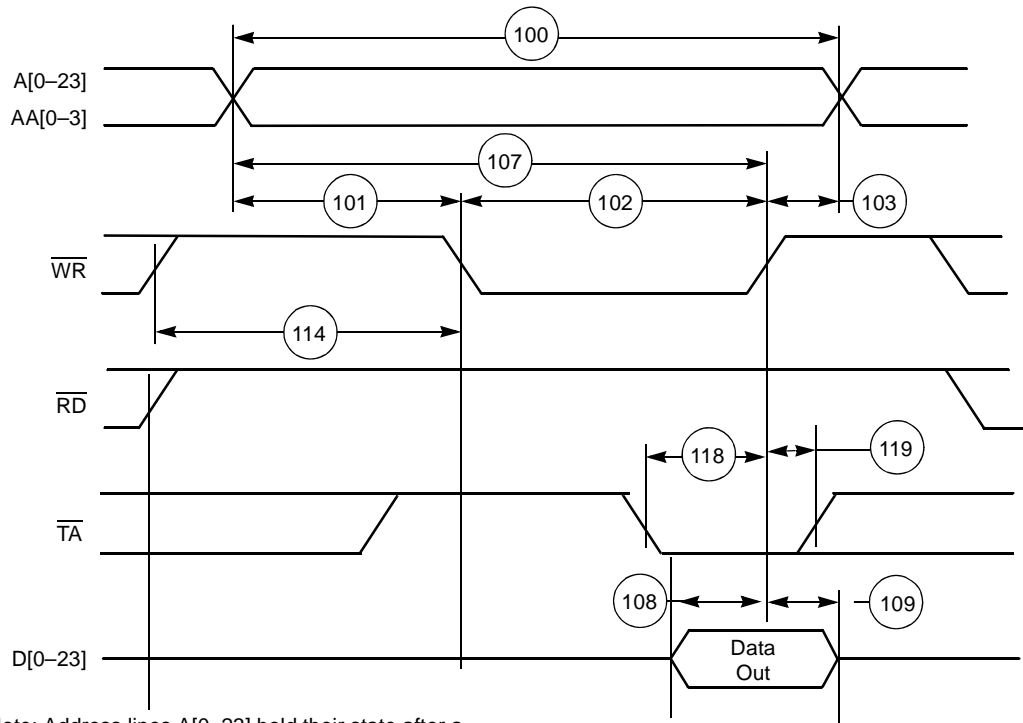 100
A[0–23]
AA[0–3]
107
101
102
103
WR
114
RD
118
119
TA
108
109
D[0–23]
Data
Out
Note: Address lines A[0–23] hold their state after a